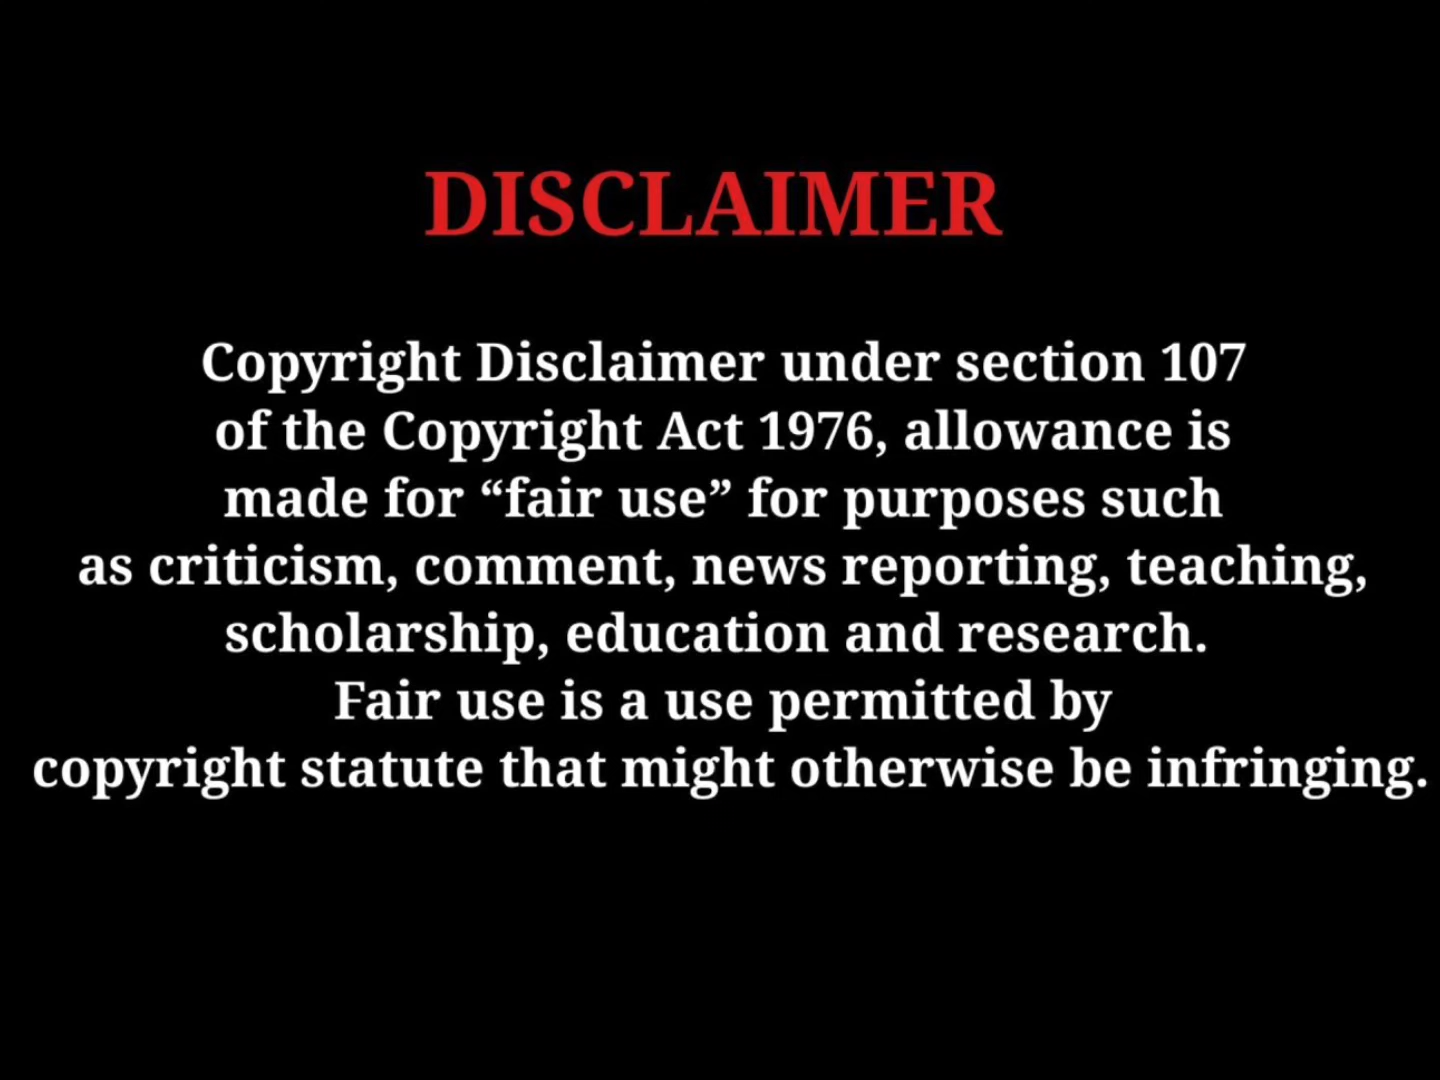 DISCLAIMER
Copyright Disclaimer under section 107
of the Copyright Act 1976, allowance is
made for “fair use” for purposes such
as criticism, comment, news reporting, teaching,
scholarship, education and research.
Fair use is a use permitted by
copyright statute that might otherwise be infringing.